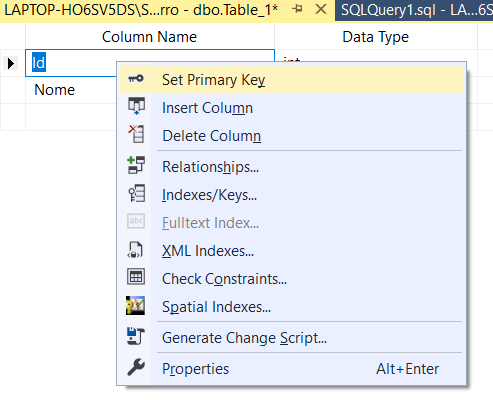 LAPTOP-HO6SV5DS\S...rro - dbo.Table_1* SQLQuery1.sql - LA...6S
Column Name Data Type
Id int
Nome
Set Primary Key
Insert Column
Delete Column
Relationships...
Indexes/Keys...
Fulltext Index...
XML Indexes...
Check Constraints...
Spatial Indexes...
Generate Change Script...
Properties Alt+Enter